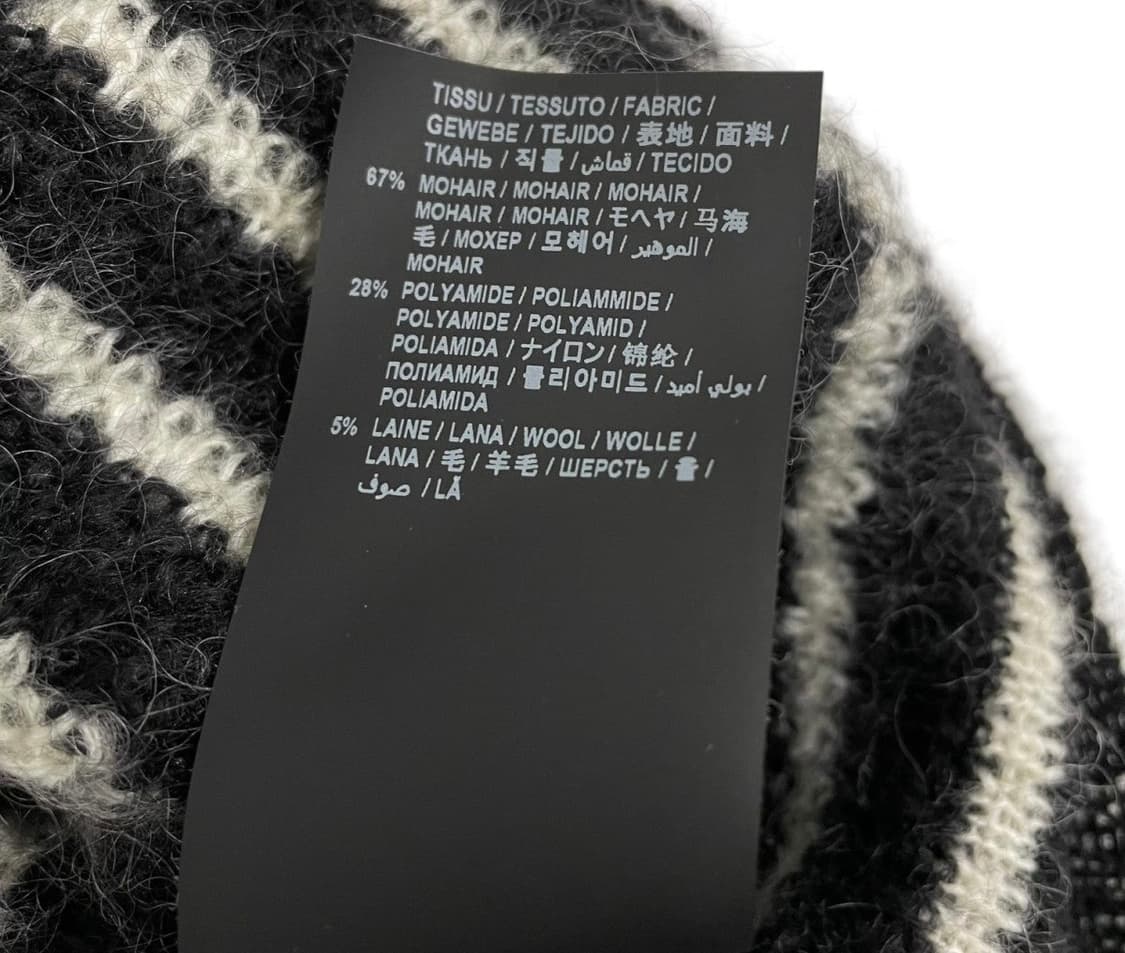 TISSU / TESSUTO / FABRIC /
GEWEBE / TEJIDO / 表地 / 面料 /
ТКАНЬ / 직물 / قماش / TECIDO
67% MOHAIR / MOHAIR / MOHAIR /
MOHAIR / MOHAIR / モヘヤ / 马海
毛 / МОХЕР / 모헤어 / الموهير /
MOHAIR
28% POLYAMIDE / POLIAMMIDE /
POLYAMIDE / POLYAMID /
POLIAMIDA / ナイロン / 锦纶 /
ПОЛИАМИД / 폴리아미드 / بولي أميد /
POLIAMIDA
5% LAINE / LANA / WOOL / WOLLE /
LANA / 毛 / 羊毛 / ШЕРСТЬ / 울 /
صوف / LÃ